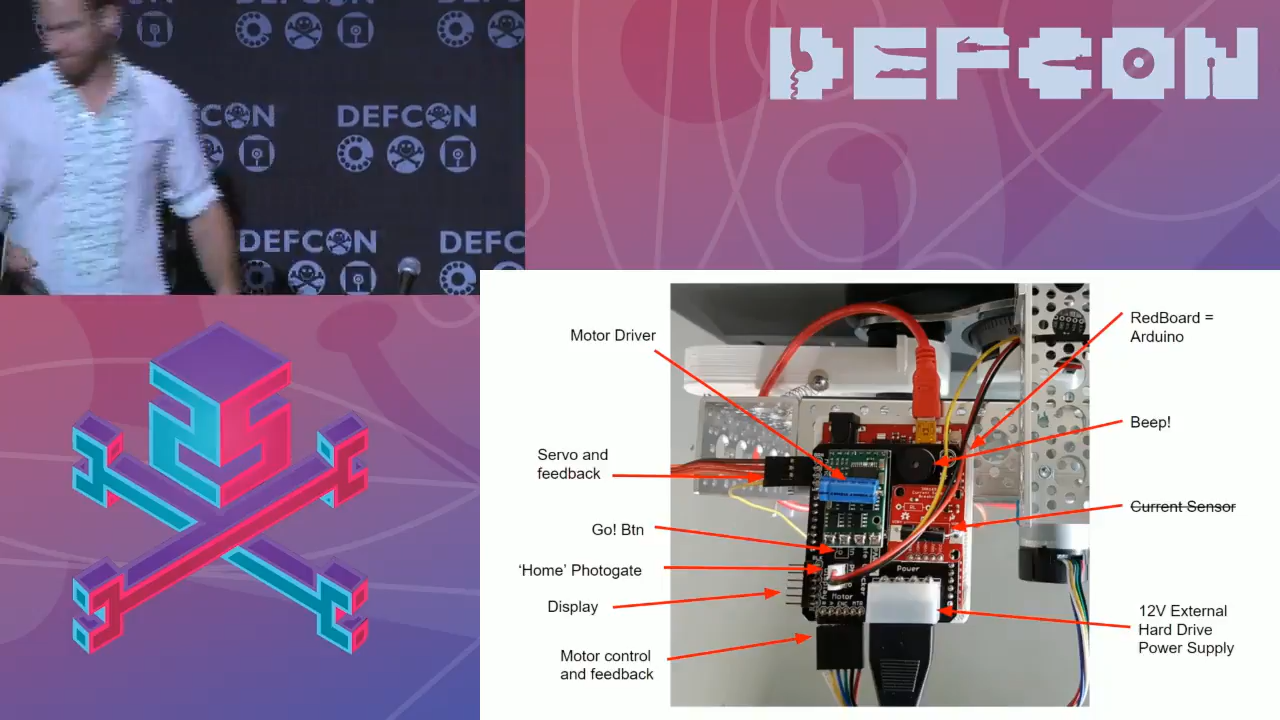 DEFCON
DEFCON
DEFCON
DEFCON
DEFC
Motor Driver
RedBoard =
Arduino
Beep!
Servo and
feedback
Current Sensor
Go! Btn
'Home' Photogate
Display
12V External
Hard Drive
Power Supply
Motor control
and feedback
Power
Motor